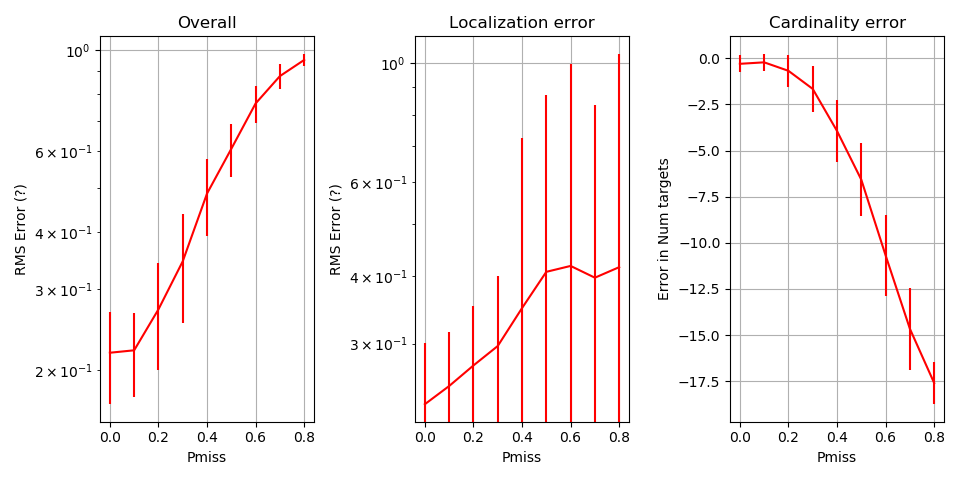 Overall
10⁰
6 × 10⁻¹
4 × 10⁻¹
3 × 10⁻¹
2 × 10⁻¹
RMS Error (?)
0.0 0.2 0.4 0.6 0.8
Pmiss
Localization error
10⁰
6 × 10⁻¹
4 × 10⁻¹
3 × 10⁻¹
RMS Error (?)
0.0 0.2 0.4 0.6 0.8
Pmiss
Cardinality error
0.0
−2.5
−5.0
−7.5
−10.0
−12.5
−15.0
−17.5
Error in Num targets
0.0 0.2 0.4 0.6 0.8
Pmiss